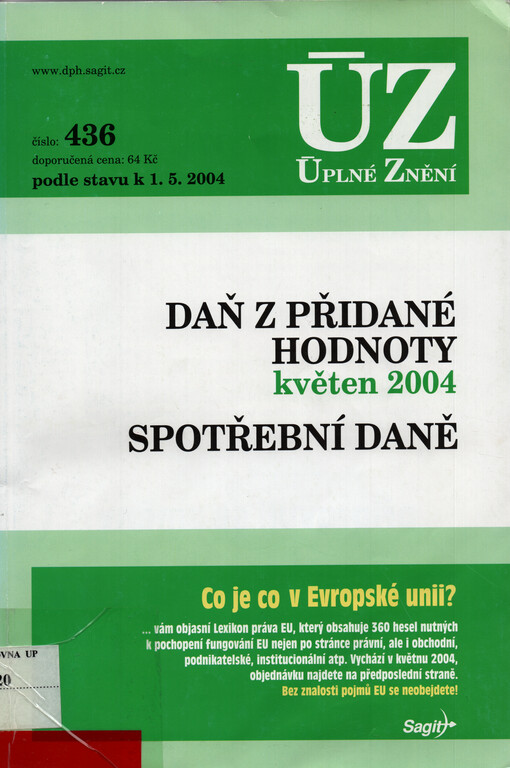 www.dph.sagit.cz
ÚZ
číslo: 436
doporučená cena: 64 Kč
podle stavu k 1. 5. 2004
ÚPLNÉ ZNĚNÍ
DAŇ Z PŘIDANÉ
HODNOTY
květen 2004
SPOTŘEBNÍ DANĚ
Co je co v Evropské unii?
... vám objasní Lexikon práva EU, který obsahuje 360 hesel nutných
k pochopení fungování EU nejen po stránce právní, ale i obchodní,
podnikatelské, institucionální atp. Vychází v květnu 2004,
objednávku najdete na předposlední straně.
Bez znalosti pojmů EU se neobejdete!
OVNA UP
20
Sagit